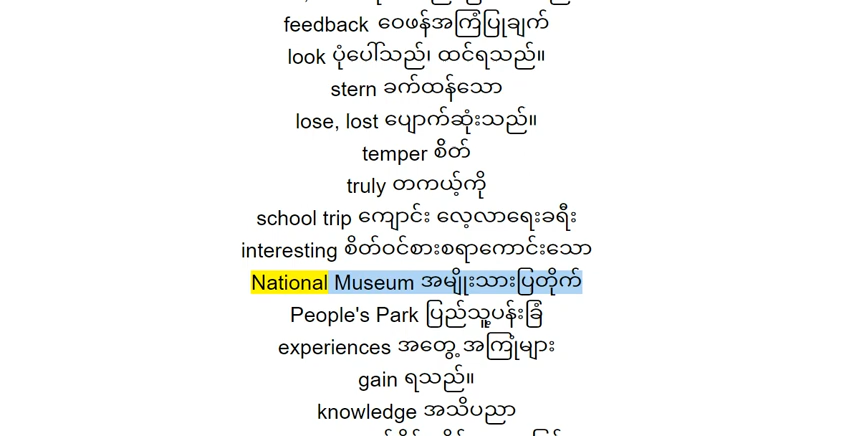 feedback ဝေဖန်အကြံပြုချက်
look ပုံပေါ်သည်၊ ထင်ရသည်။
stern ခက်ထန်သော
lose, lost ပျောက်ဆုံးသည်။
temper စိတ်
truly တကယ့်ကို
school trip ကျောင်း လေ့လာရေးခရီး
interesting စိတ်ဝင်စားစရာကောင်းသော
National Museum အမျိုးသားပြတိုက်
People's Park ပြည်သူ့ပန်းခြံ
experiences အတွေ့ အကြုံများ
gain ရသည်။
knowledge အသိပညာ